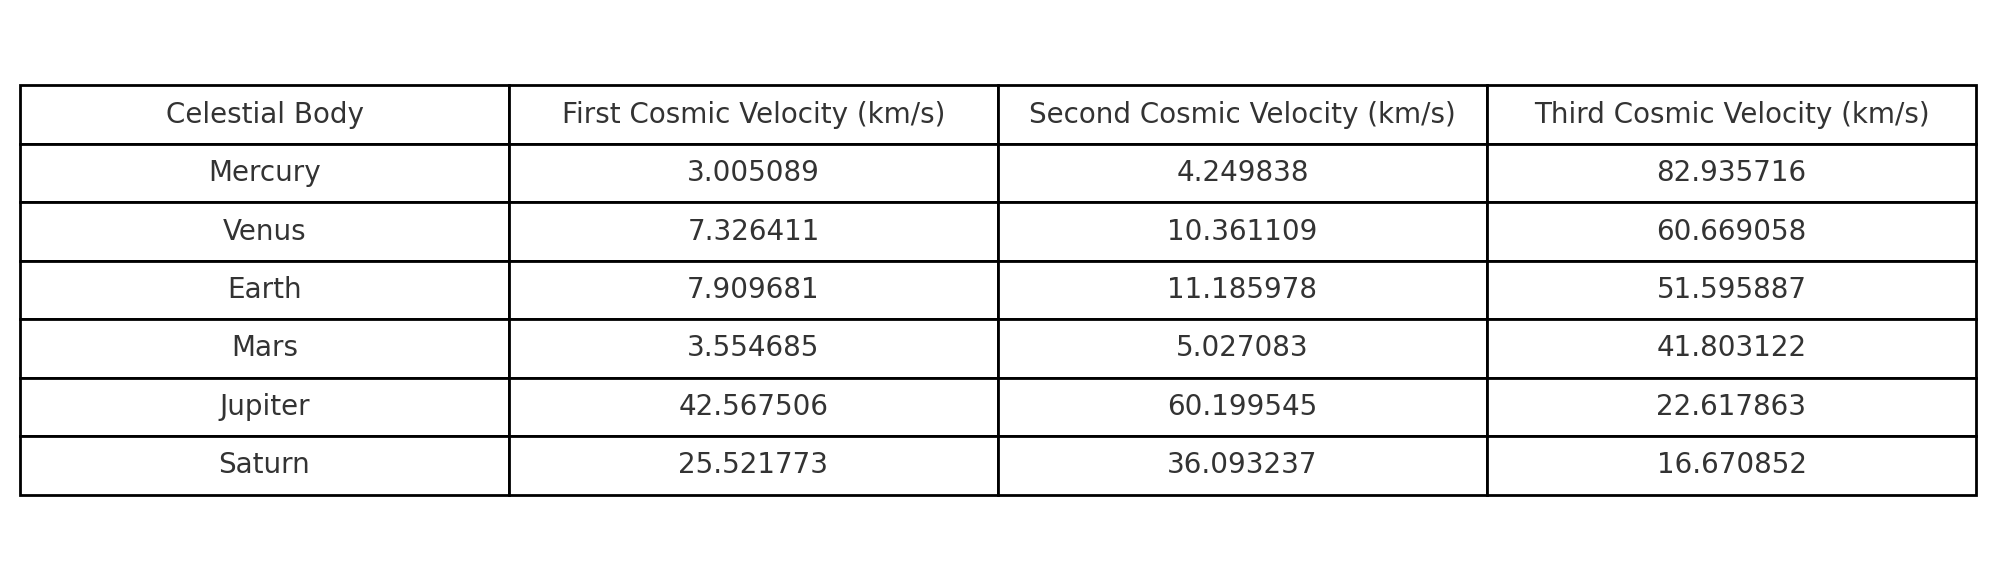 Celestial Body First Cosmic Velocity (km/s) Second Cosmic Velocity (km/s) Third Cosmic Velocity (km/s)
Mercury 3.005089 4.249838 82.935716
Venus 7.326411 10.361109 60.669058
Earth 7.909681 11.185978 51.595887
Mars 3.554685 5.027083 41.803122
Jupiter 42.567506 60.199545 22.617863
Saturn 25.521773 36.093237 16.670852